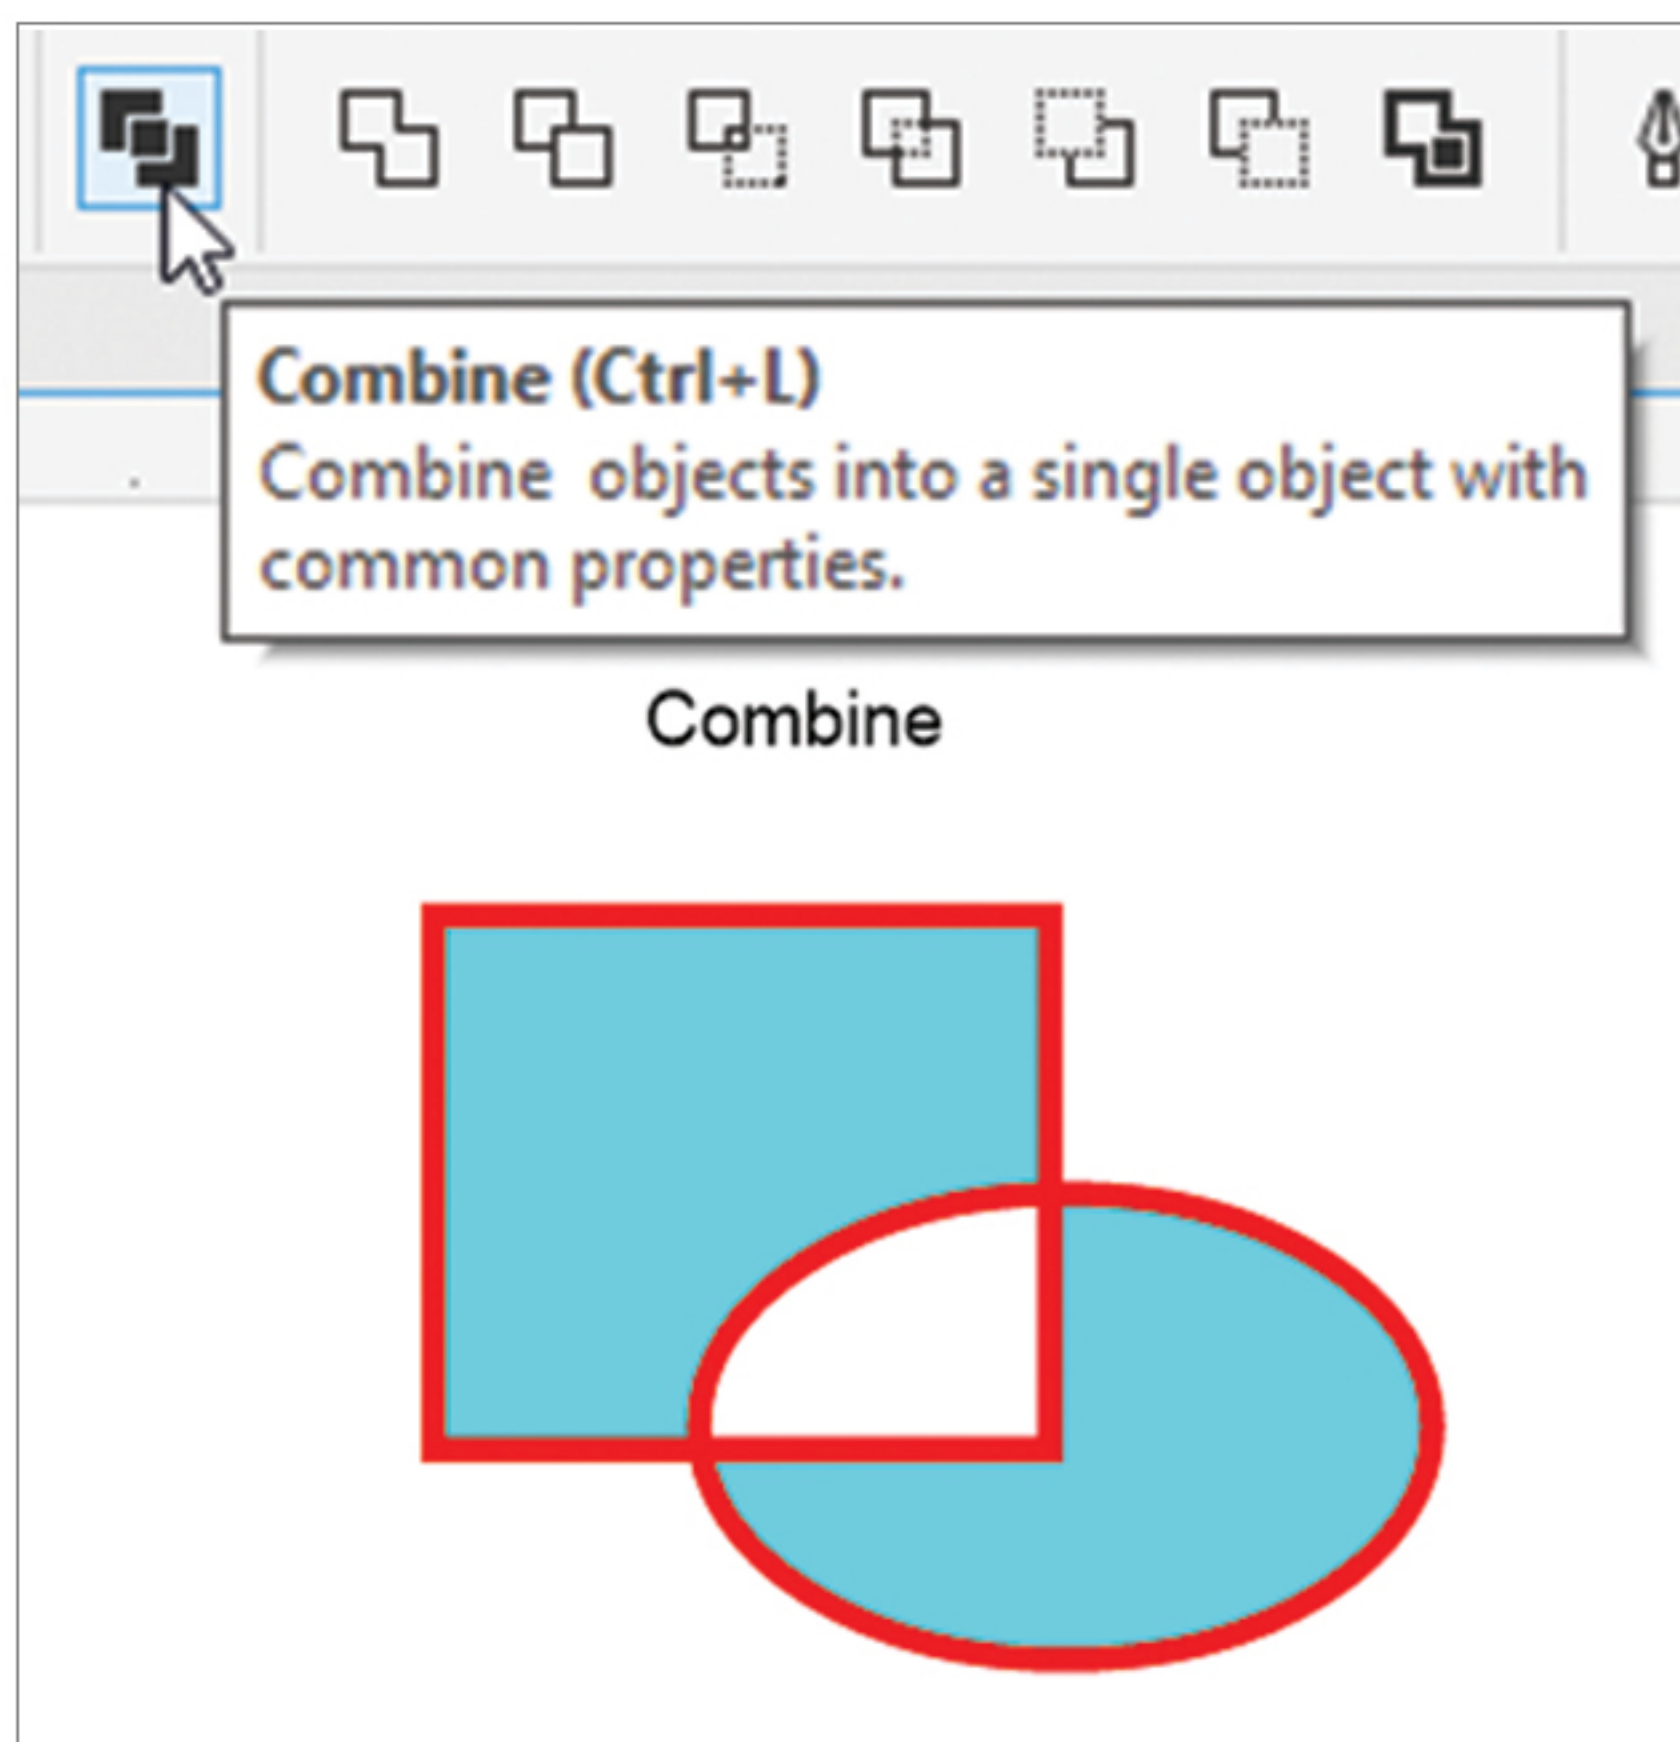 Combine (Ctrl+L)
Combine  objects into a single object with
common properties.
Combine